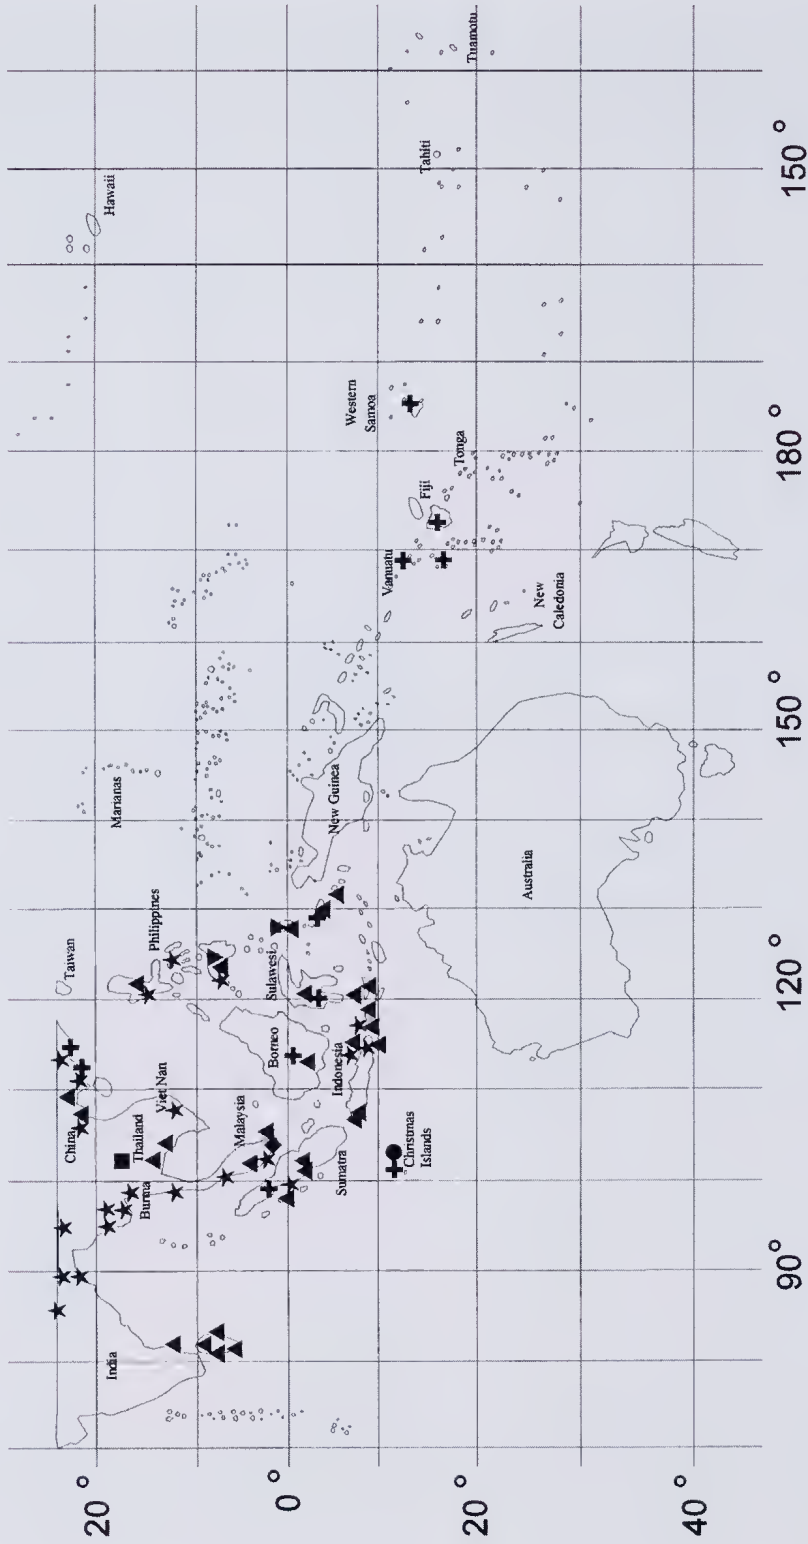 Hawaii
Tuamotu
Tahiti
Western
Samoa
Fiji
Tonga
Vanuatu
New
Caledonia
Marianas
New Guinea
Australia
Taiwan
Philippines
Sulawesi
Borneo
Indonesia
China
Viet Nan
Thailand
Malaysia
Burma
Sumatra
Christmas
Islands
India
20°
0°
20°
40°
90°
120°
150°
180°
150°